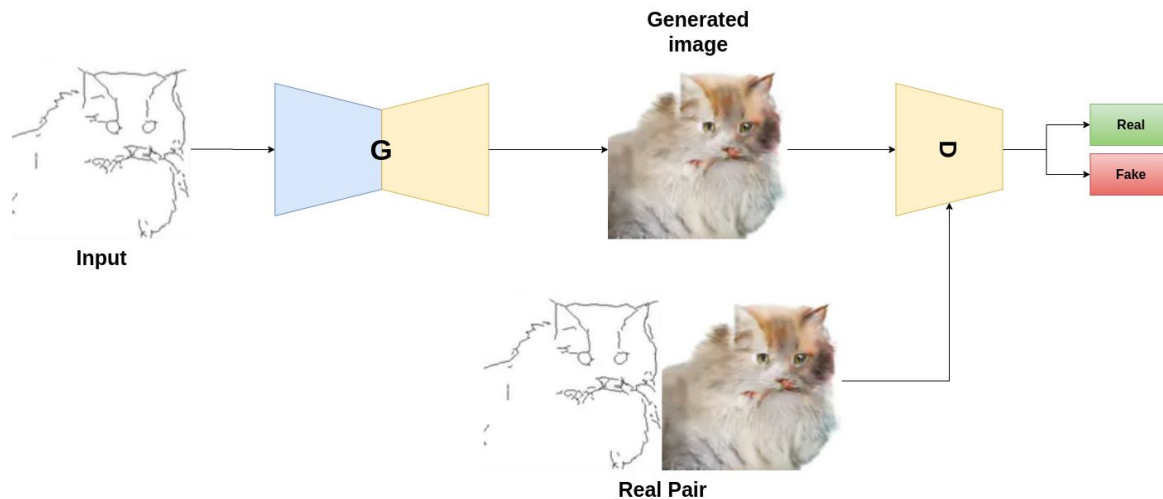 Generated
image
G
D
Real
Fake
Input
Real Pair